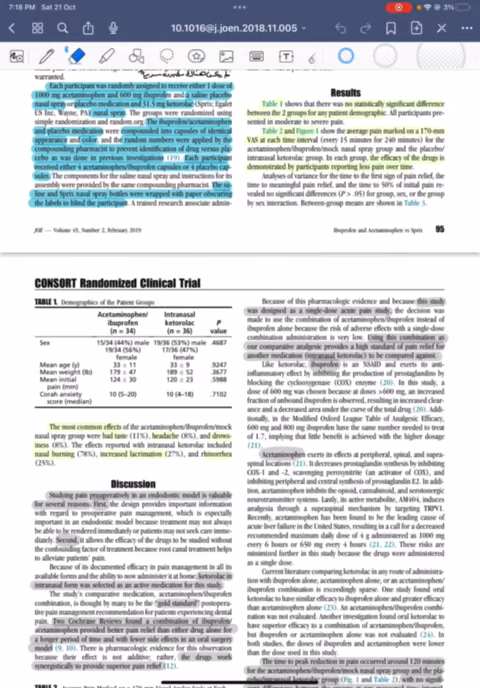 7:18 PM Sat 21 Oct
3%
10.1016@j.joen.2018.11.005
warranted.
Each patient was randomly assigned to receive either 1 dose of
1000 mg acetaminophen and 600 mg ibuprofen and a saline placebo
nasal spray or placebo medication and 31.5 mg ketorolac (Sprix; Egalet
US Inc, Wayne, PA) nasal spray. The groups were randomized using
simple randomization and random.org. The ibuprofen/acetaminophen
and placebo medication were compounded into capsules of identical
appearance and color, and the random numbers were applied by the
compounding pharmacist to prevent identification of drug versus pla-
cebo as was done in previous investigations (19). Each participant
received either 4 acetaminophen/ibuprofen capsules or 4 placebo cap-
sules. The components for the saline nasal spray and instructions for its
assembly were provided by the same compounding pharmacist. The sa-
line and Sprix nasal spray bottles were wrapped with paper obscuring
the labels to blind the participant. A trained research associate admin-
Results
Table 1 shows that there was no statistically significant difference
between the 2 groups for any patient demographic. All participants pre-
sented in moderate to severe pain.
Table 2 and Figure 1 show the average pain marked on a 170-mm
VAS at each time interval (every 15 minutes for 240 minutes) for the
acetaminophen/ibuprofen/mock nasal spray group and the placebo/
intranasal ketorolac group. In each group, the efficacy of the drugs is
demonstrated by participants reporting less pain over time.
Analyses of variance for the time to the first sign of pain relief, the
time to meaningful pain relief, and the time to 50% of initial pain re-
vealed no significant differences (P > .05) for group, sex, or the group
by sex interaction. Between-group means are shown in Table 3.
JOE — Volume 45, Number 2, February 2019
Ibuprofen and Acetaminophen vs Sprix 95
CONSORT Randomized Clinical Trial
TABLE 1. Demographics of the Patient Groups
Acetaminophen/ibuprofen (n = 34) Intranasal ketorolac (n = 36) P value
Sex 15/34 (44%) male 19/36 (53%) male .4687
19/34 (56%) female 17/36 (47%) female
Mean age (y) 33 ± 11 33 ± 9 .9247
Mean weight (lb) 179 ± 47 189 ± 52 .3677
Mean initial pain (mm) 124 ± 30 120 ± 23 .5988
Corah anxiety score (median) 10 (5–20) 10 (4–18) .7102
The most common effects of the acetaminophen/ibuprofen/mock
nasal spray group were bad taste (11%), headache (8%), and drows-
iness (8%). The effects reported with intranasal ketorolac included
nasal burning (78%), increased lacrimation (27%), and rhinorrhea
(25%).
Discussion
Studying pain preoperatively in an endodontic model is valuable
for several reasons. First, the design provides important information
with regard to preoperative pain management, which is especially
important in an endodontic model because treatment may not always
be able to be rendered immediately or patients may not seek care imme-
diately. Second, it allows the efficacy of the drugs to be studied without
the confounding factor of treatment because root canal treatment helps
to alleviate patients' pain.
Because of its documented efficacy in pain management in all its
available forms and the ability to now administer it at home, ketorolac in
intranasal form was selected as an active medication for this study.
The study's comparative medication, acetaminophen/ibuprofen
combination, is thought by many to be the "gold standard" postopera-
tive pain management recommendation for patients experiencing dental
pain. Two Cochrane Reviews found a combination of ibuprofen/
acetaminophen provided better pain relief than either drug alone for
a longer period of time and with fewer side effects in an oral surgery
model (9, 10). There is pharmacologic evidence for this observation
because their effect is not additive; rather, the drugs work
synergistically to provide superior pain relief (12).
Because of this pharmacologic evidence and because this study
was designed as a single-dose acute pain study, the decision was
made to use the combination of acetaminophen/ibuprofen instead of
ibuprofen alone because the risk of adverse effects with a single-dose
combination administration is very low. Using this combination as
our comparative analgesic provides a high standard of pain relief for
another medication (intranasal ketorolac) to be compared against.
Like ketorolac, ibuprofen is an NSAID and exerts its anti-
inflammatory effect by inhibiting the production of prostaglandins by
blocking the cyclooxygenase (COX) enzyme (20). In this study, a
dose of 600 mg was chosen because at doses >600 mg, an increased
fraction of unbound ibuprofen is observed, resulting in increased clear-
ance and a decreased area under the curve of the total drug (20). Addi-
tionally, in the Modified Oxford League Table of Analgesic Efficacy,
600 mg and 800 mg ibuprofen have the same number needed to treat
of 1.7, implying that little benefit is achieved with the higher dosage
(21).
Acetaminophen exerts its effects at peripheral, spinal, and supra-
spinal locations (21). It decreases prostaglandin synthesis by inhibiting
COX-1 and -2, scavenging peroxynitrite (an activator of COX), and
inhibiting peripheral and central synthesis of prostaglandin E2. In addi-
tion, acetaminophen inhibits the opioid, cannabinoid, and serotonergic
neurotransmitter systems. Lastly, its active metabolite, AM404, induces
analgesia through a supraspinal mechanism by targeting TRPV1.
Recently, acetaminophen has been found to be the leading cause of
acute liver failure in the United States, resulting in a call for a decreased
recommended maximum daily dose of 4 g administered as 1000 mg
every 6 hours or 650 mg every 4 hours (21, 22). These risks are
minimized further in this study because the drugs were administered
as a single dose.
Current literature comparing ketorolac in any route of administra-
tion with ibuprofen alone, acetaminophen alone, or an acetaminophen/
ibuprofen combination is exceedingly sparse. One study found oral
ketorolac to have similar efficacy to ibuprofen alone and greater efficacy
than acetaminophen alone (23). An acetaminophen/ibuprofen combi-
nation was not evaluated. Another investigation found oral ketorolac to
have superior efficacy to a combination of acetaminophen/ibuprofen,
but ibuprofen or acetaminophen alone was not evaluated (24). In
both studies, the doses of ibuprofen and acetaminophen were lower
than the dose used in this study.
The time to peak reduction in pain occurred around 120 minutes
for the acetaminophen/ibuprofen/mock nasal spray group and the pla-
cebo/intranasal ketorolac group (Fig. 1 and Table 2), with no signifi-